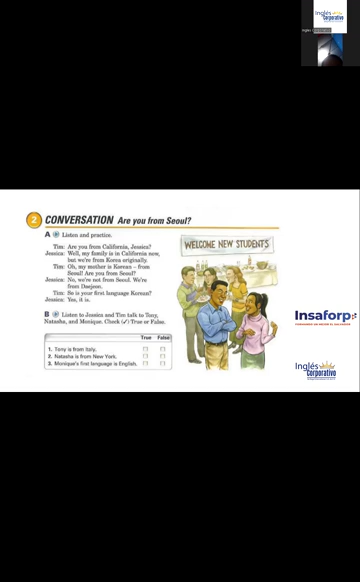 Inglés
Corporativo
2 CONVERSATION Are you from Seoul?
A Listen and practice.
Tim: Are you from California, Jessica?
Jessica: Well, my family is in California now,
but we're from Korea originally.
Tim: Oh, my mother is Korean – from
Seoul! Are you from Seoul?
Jessica: No, we're not from Seoul. We're
from Daejeon.
Tim: So is your first language Korean?
Jessica: Yes, it is.
WELCOME NEW STUDENTS
B Listen to Jessica and Tim talk to Tony,
Natasha, and Monique. Check (✓) True or False.
True False
1. Tony is from Italy.
2. Natasha is from New York.
3. Monique's first language is English.
Insaforp
Inglés
Corporativo